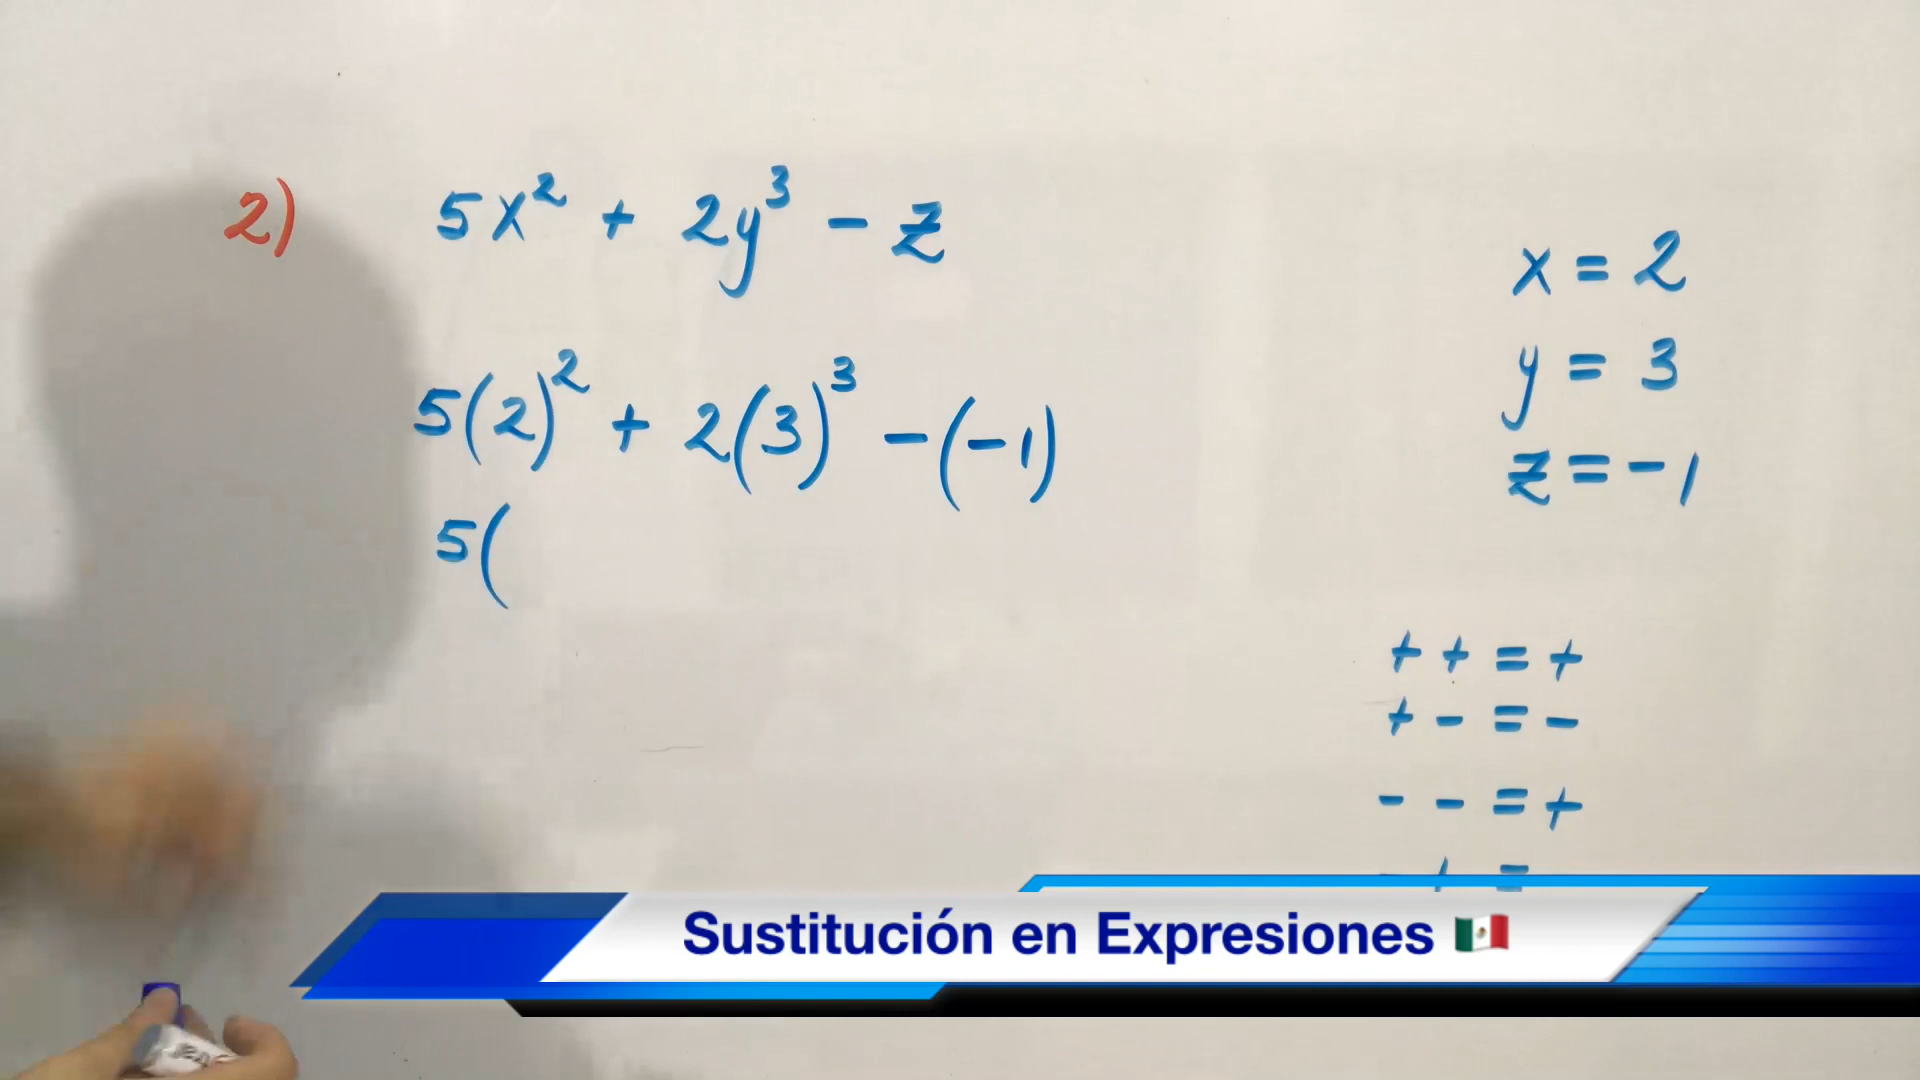 2) 5x² + 2y³ - z
5(2)² + 2(3)³ - (-1)
5(
x = 2
y = 3
z = -1
+ + = +
+ - = -
- - = +
Sustitución en Expresiones 🇲🇽